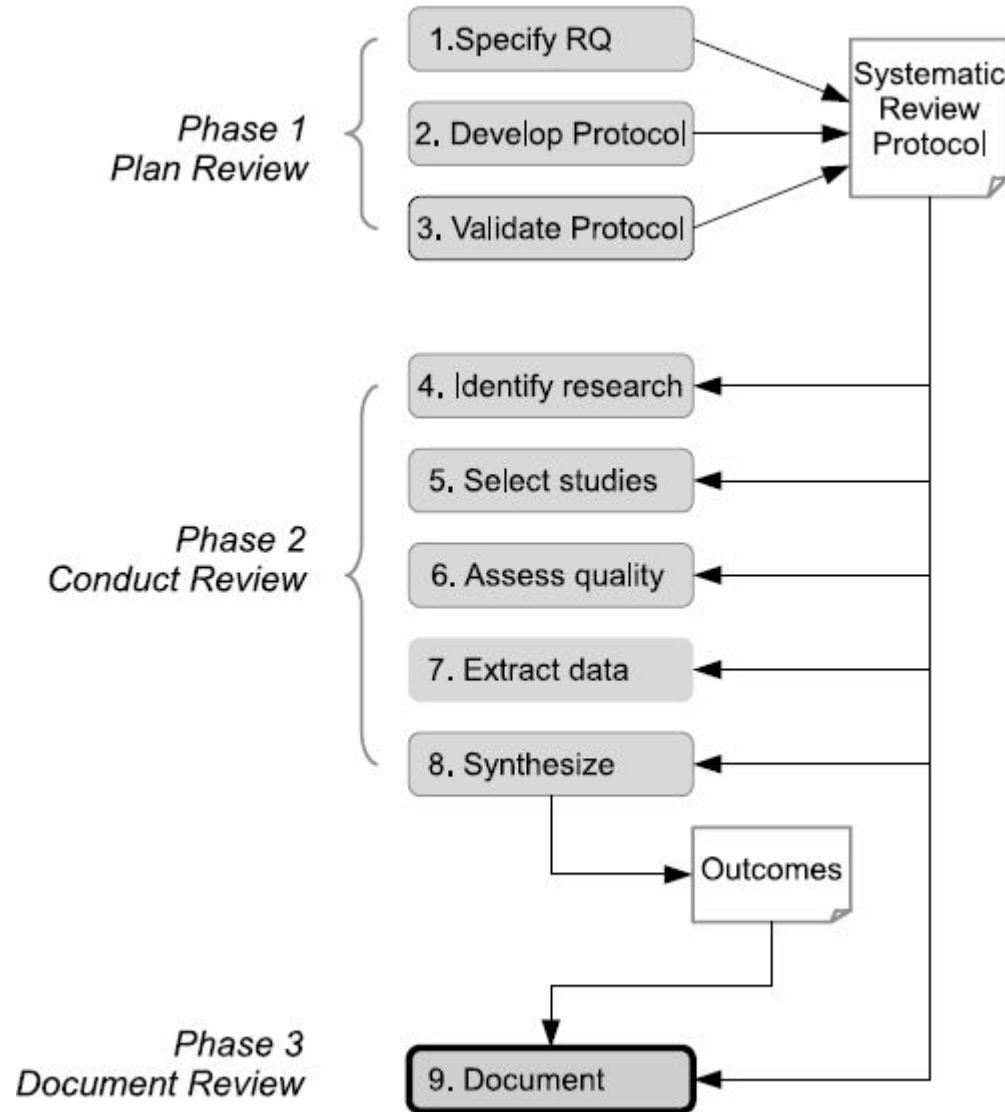 1.Specify RQ
Systematic
Review
Protocol
Phase 1
Plan Review
2. Develop Protocol
3. Validate Protocol
4. Identify research
5. Select studies
Phase 2
Conduct Review
6. Assess quality
7. Extract data
8. Synthesize
Outcomes
Phase 3
Document Review
9. Document